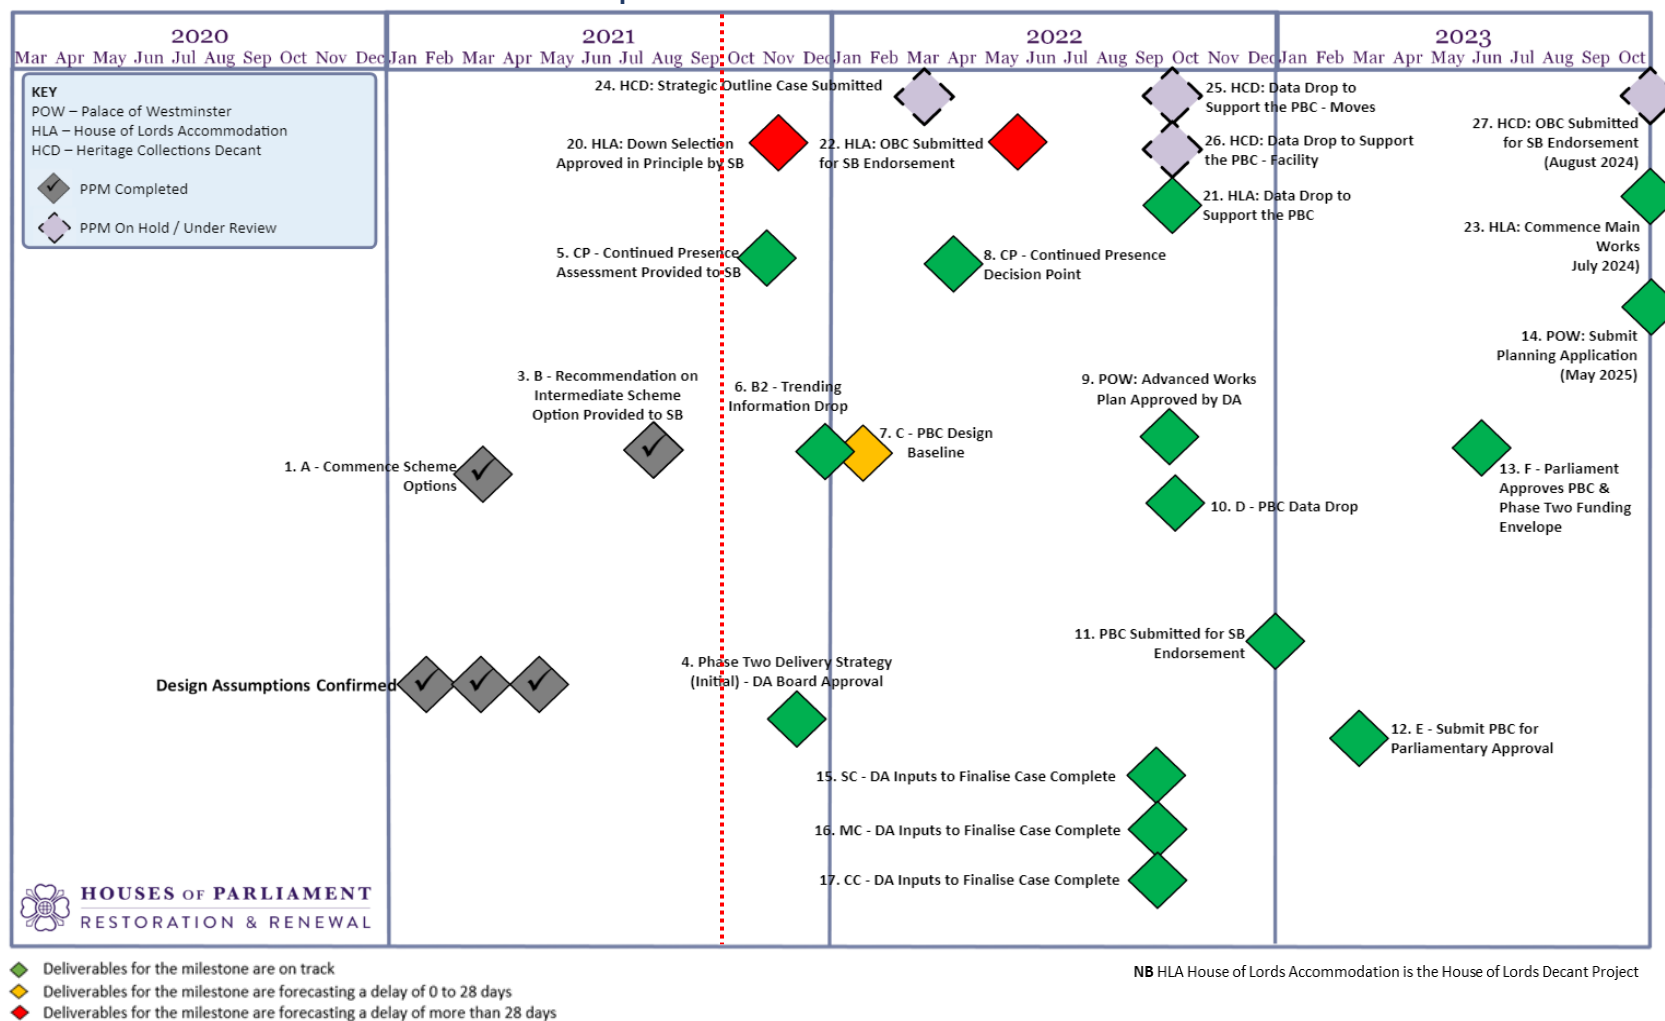 2020
2021
2022
2023
Mar Apr May Jun Jul Aug Sep Oct Nov Dec Jan Feb Mar Apr May Jun Jul Aug Sep Oct Nov Dec Jan Feb Mar Apr May Jun Jul Aug Sep Oct Nov Dec Jan Feb Mar Apr May Jun Jul Aug Sep Oct
KEY
POW – Palace of Westminster
HLA – House of Lords Accommodation
HCD – Heritage Collections Decant
PPM Completed
PPM On Hold / Under Review
24. HCD: Strategic Outline Case Submitted
25. HCD: Data Drop to
Support the PBC - Moves
27. HCD: OBC Submitted
for SB Endorsement
(August 2024)
20. HLA: Down Selection
Approved in Principle by SB
22. HLA: OBC Submitted
for SB Endorsement
26. HCD: Data Drop to Support
the PBC - Facility
21. HLA: Data Drop to
Support the PBC
23. HLA: Commence Main
Works
July 2024)
5. CP - Continued Presence
Assessment Provided to SB
8. CP - Continued Presence
Decision Point
14. POW: Submit
Planning Application
(May 2025)
3. B - Recommendation on
Intermediate Scheme
Option Provided to SB
6. B2 - Trending
Information Drop
9. POW: Advanced Works
Plan Approved by DA
7. C - PBC Design
Baseline
1. A - Commence Scheme
Options
13. F - Parliament
Approves PBC &
Phase Two Funding
Envelope
10. D - PBC Data Drop
11. PBC Submitted for SB
Endorsement
Design Assumptions Confirmed
4. Phase Two Delivery Strategy
(Initial) - DA Board Approval
12. E - Submit PBC for
Parliamentary Approval
15. SC - DA Inputs to Finalise Case Complete
16. MC - DA Inputs to Finalise Case Complete
17. CC - DA Inputs to Finalise Case Complete
HOUSES OF PARLIAMENT
RESTORATION & RENEWAL
Deliverables for the milestone are on track
Deliverables for the milestone are forecasting a delay of 0 to 28 days
Deliverables for the milestone are forecasting a delay of more than 28 days
NB HLA House of Lords Accommodation is the House of Lords Decant Project